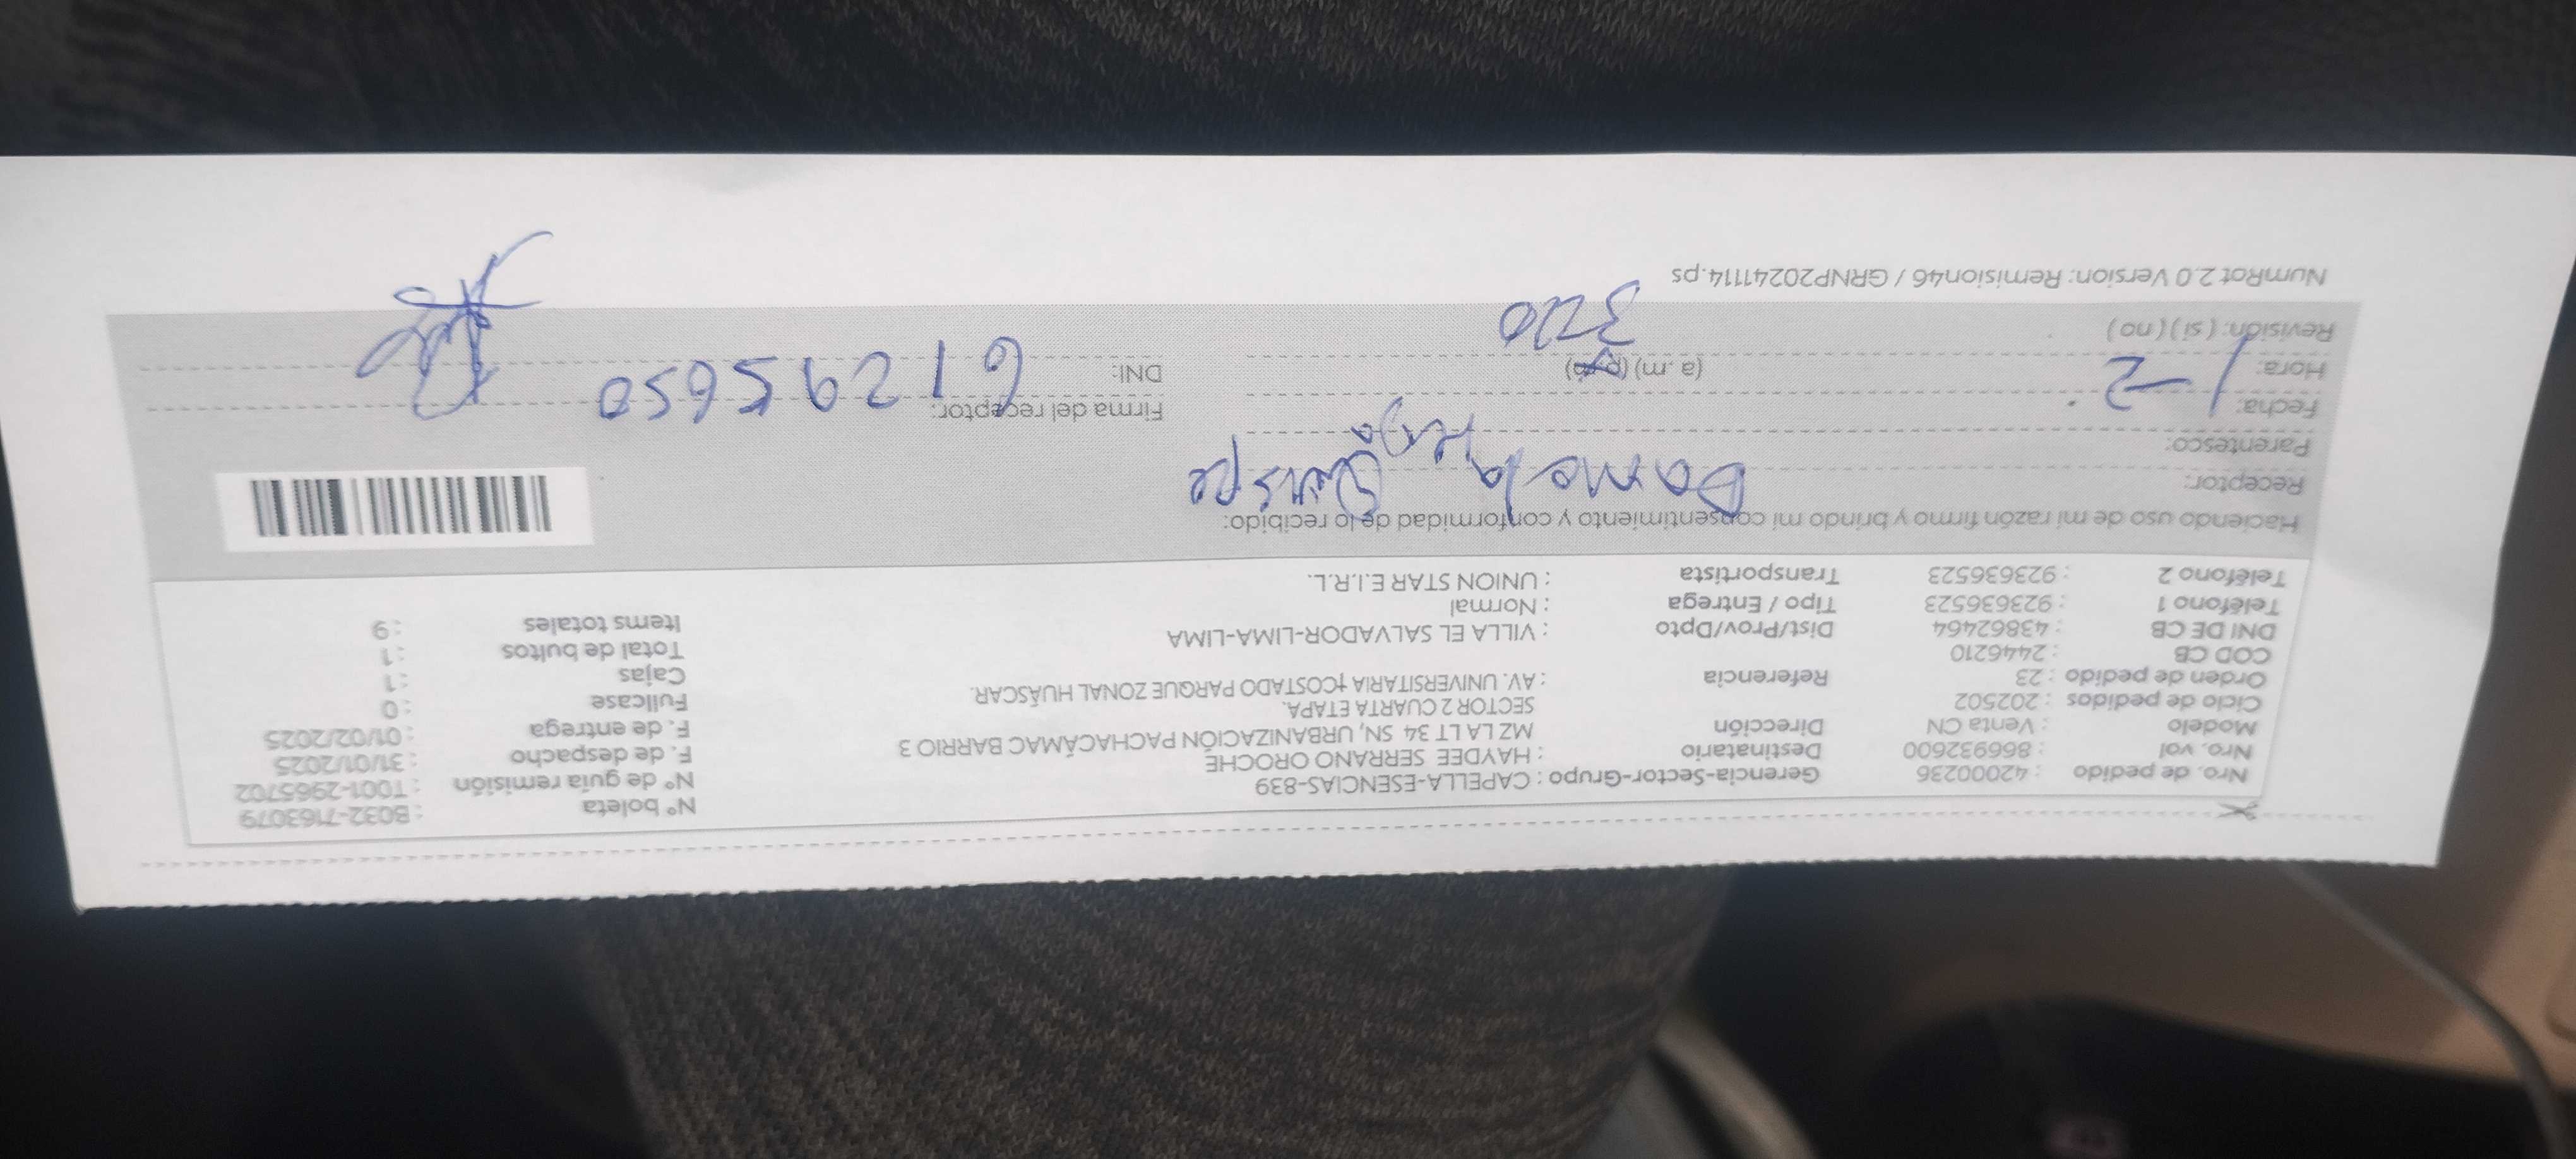 Nro. de pedido : 42000236
Nro. vol : 866932600
Modelo : Venta CN
Ciclo de pedidos : 202502
Orden de pedido : 23
COD CB : 2446210
DNI DE CB : 43862464
Teléfono 1 : 923636523
Teléfono 2 : 923636523
Gerencia-Sector-Grupo : CAPELLA-ESENCIAS-839
Destinatario : HAYDEE SERRANO OROCHE
Dirección MZ LA LT 34 SN, URBANIZACIÓN PACHACÁMAC BARRIO 3
SECTOR 2 CUARTA ETAPA.
Referencia : AV. UNIVERSITARIA +COSTADO PARQUE ZONAL HUÁSCAR.
Dist/Prov/Dpto : VILLA EL SALVADOR-LIMA-LIMA
Tipo / Entrega : Normal
Transportista : UNION STAR E.I.R.L.
Nº boleta : B032-7163079
Nº de guía remisión : T001-2965702
F. de despacho : 31/01/2025
F. de entrega : 01/02/2025
Fullcase : 0
Cajas : 1
Total de bultos : 1
Items totales : 9
Haciendo uso de mi razón firmo y brindo mi consentimiento y conformidad de lo recibido:
Receptor: Quispe
Parentesco:
Fecha: 1-2
Hora: (a.m) (p.m) 320
Revisión: ( si ) ( no )
Firma del receptor:
DNI: 61295650
NumRot 2.0 Version: Remision46 / GRNP20241114.ps